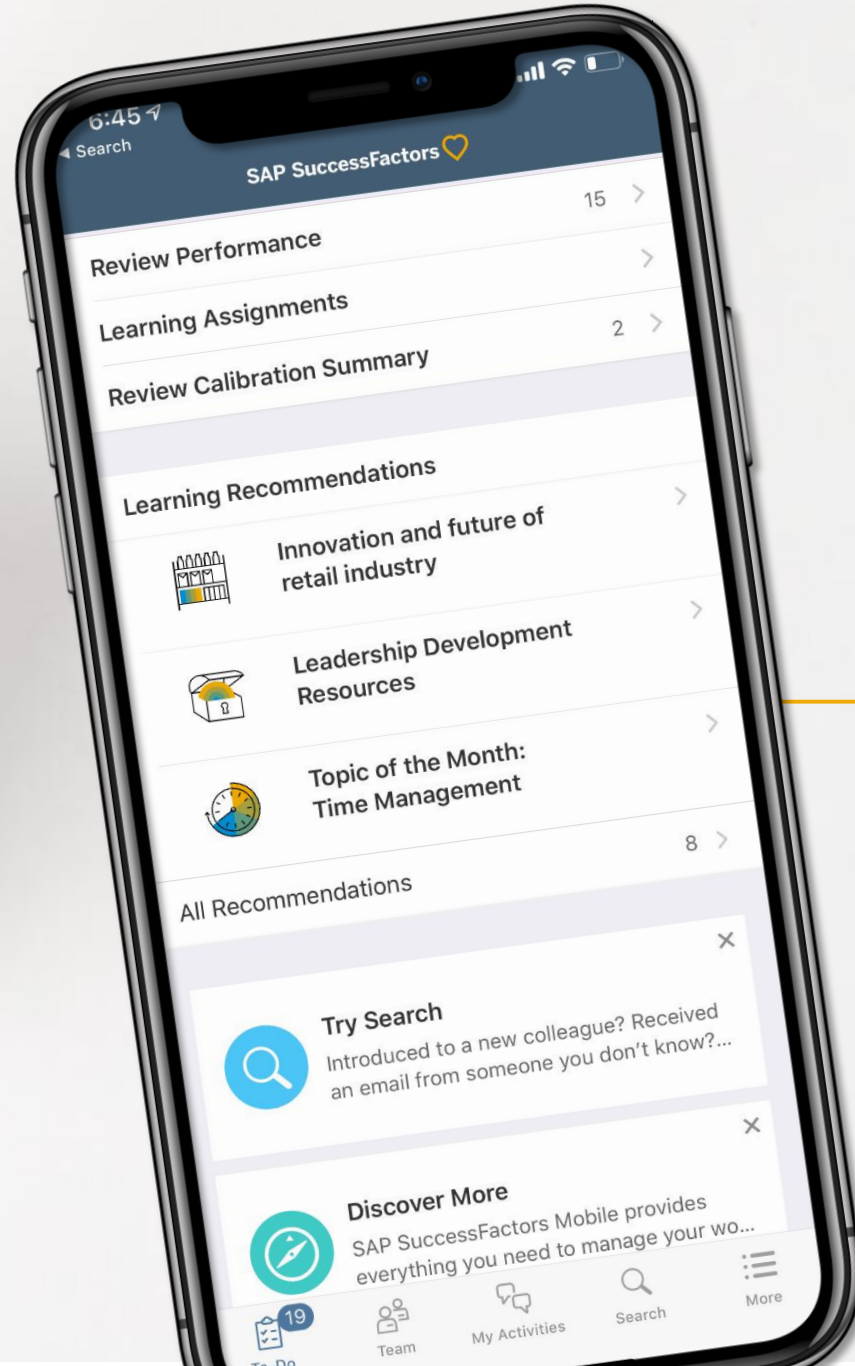 6:45
Search
SAP SuccessFactors
Review Performance 15
Learning Assignments
Review Calibration Summary 2
Learning Recommendations
Innovation and future of
retail industry
Leadership Development
Resources
Topic of the Month:
Time Management
All Recommendations 8
Try Search
Introduced to a new colleague? Received
an email from someone you don't know?...
Discover More
SAP SuccessFactors Mobile provides
everything you need to manage your wo...
19
To-Do
Team
My Activities
Search
More